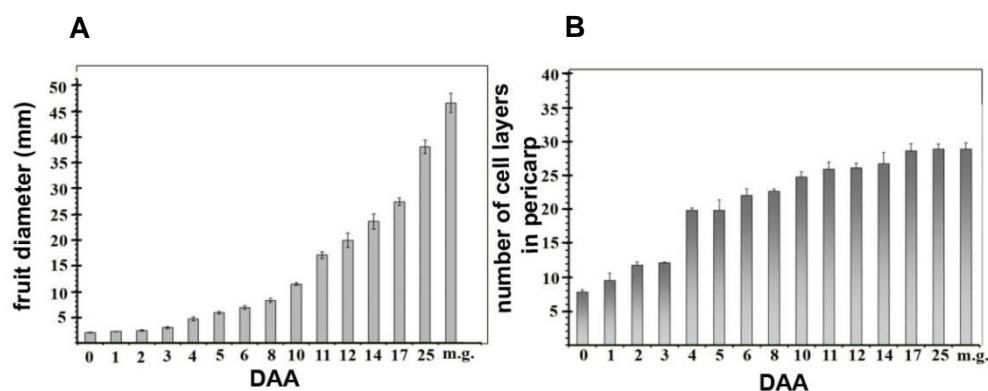 A
fruit diameter (mm)
50
45
40
35
30
25
20
15
10
5
0 1 2 3 4 5 6 8 10 11 12 14 17 25 m.g.
DAA
B
number of cell layers
in pericarp
40
35
30
25
20
15
10
5
0 1 2 3 4 5 6 8 10 11 12 14 17 25 m.g.
DAA